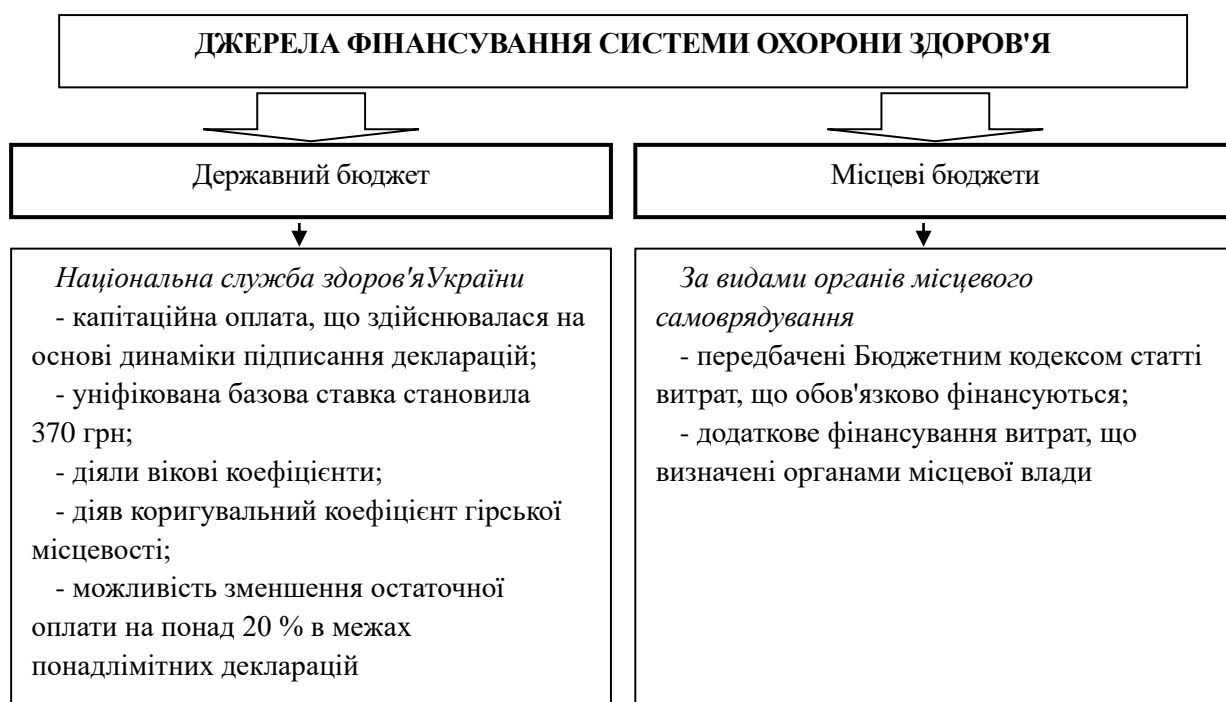 ДЖЕРЕЛА ФІНАНСУВАННЯ СИСТЕМИ ОХОРОНИ ЗДОРОВ'Я
Державний бюджет
Місцеві бюджети
Національна служба здоров'яУкраїни
- капітаційна оплата, що здійснювалася на
основі динаміки підписання декларацій;
- уніфікована базова ставка становила
370 грн;
- діяли вікові коефіцієнти;
- діяв коригувальний коефіцієнт гірської
місцевості;
- можливість зменшення остаточної
оплати на понад 20 % в межах
понадлімітних декларацій
За видами органів місцевого
самоврядування
- передбачені Бюджетним кодексом статті
витрат, що обов'язково фінансуються;
- додаткове фінансування витрат, що
визначені органами місцевої влади